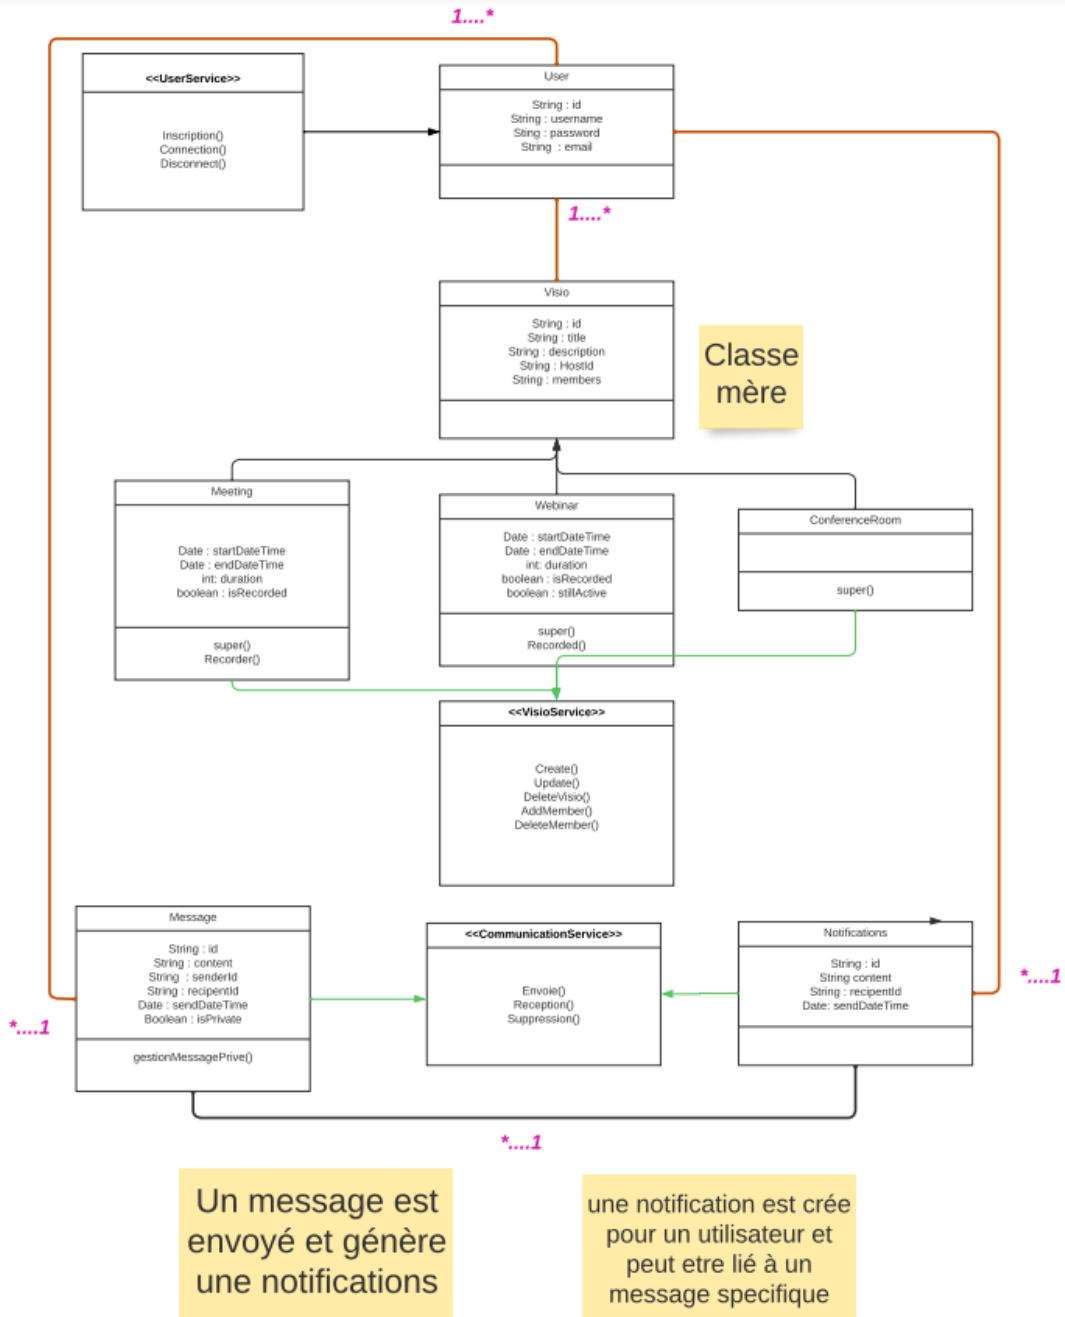 1....*
<<UserService>>
Inscription()
Connection()
Disconnect()
User
String : id
String : username
Sting : password
String : email
1....*
Visio
String : id
String : title
String : description
String : HostId
String : members
Classe
mère
Meeting
Date : startDateTime
Date : endDateTime
int: duration
boolean : isRecorded
super()
Recorder()
Webinar
Date : startDateTime
Date : endDateTime
int: duration
boolean : isRecorded
boolean : stillActive
super()
Recorded()
ConferenceRoom
super()
<<VisioService>>
Create()
Update()
DeleteVisio()
AddMember()
DeleteMember()
Message
String : id
String : content
String : senderId
String : recipentId
Date : sendDateTime
Boolean : isPrivate
gestionMessagePrive()
*....1
<<CommunicationService>>
Envoie()
Reception()
Suppression()
Notifications
String : id
String content
String : recipentId
Date: sendDateTime
*....1
*....1
Un message est
envoyé et génère
une notifications
une notification est crée
pour un utilisateur et
peut etre lié à un
message specifique